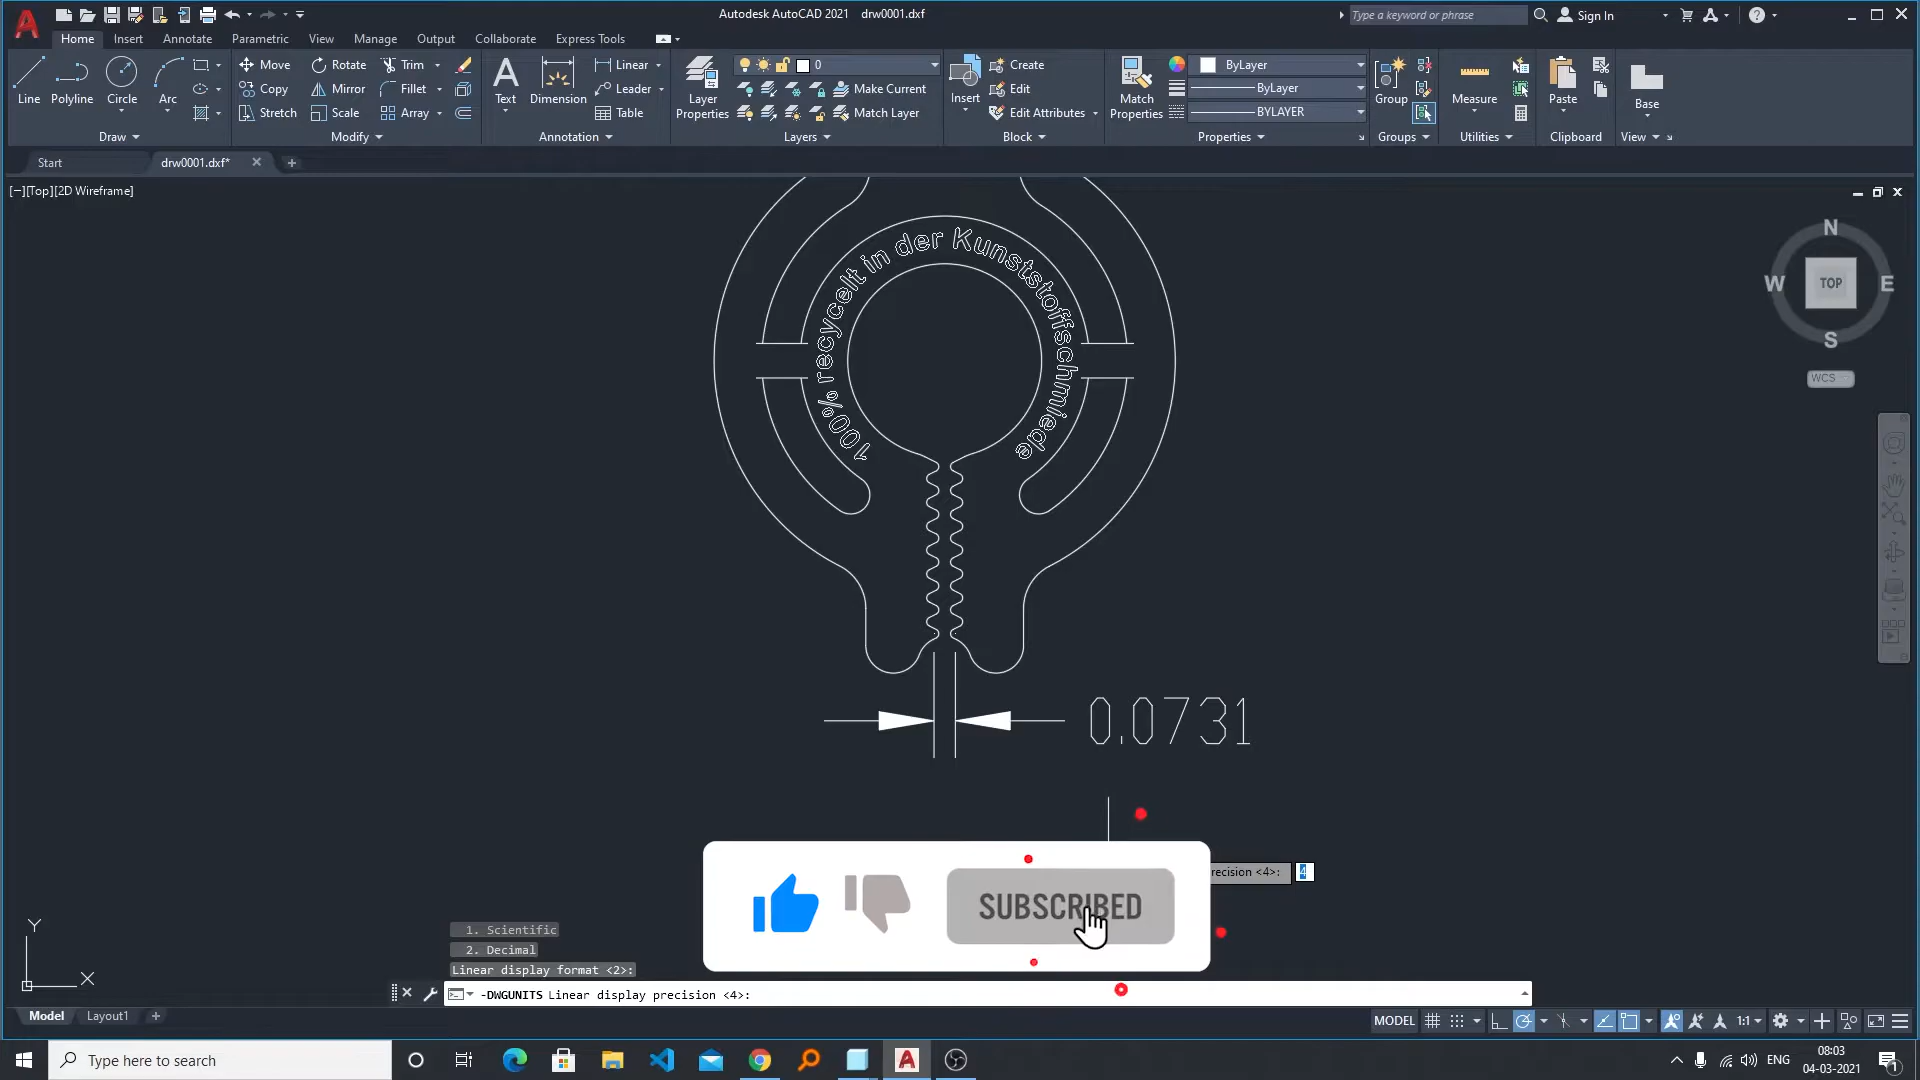 Autodesk AutoCAD 2021 drw0001.dxf
Type a keyword or phrase
Sign In
Home Insert Annotate Parametric View Manage Output Collaborate Express Tools
Line Polyline Circle Arc
Move Rotate Trim
Copy Mirror Fillet
Stretch Scale Array
Text Dimension
Linear
Leader
Table
Layer Properties
0
Make Current
Match Layer
Insert
Create
Edit
Edit Attributes
Match Properties
ByLayer
ByLayer
BYLAYER
Group
Measure
Paste
Base
Draw Modify Annotation Layers Block Properties Groups Utilities Clipboard View
Start drw0001.dxf*
[−][Top][2D Wireframe]
N
W TOP E
S
WCS
100% recycelt in der Kunststoffschmiede
0.0731
recision <4>: 4
SUBSCRIBED
Y
X
1. Scientific
2. Decimal
Linear display format <2>:
-DWGUNITS Linear display precision <4>:
Model Layout1
MODEL 1:1
Type here to search
ENG
08:03
04-03-2021
1